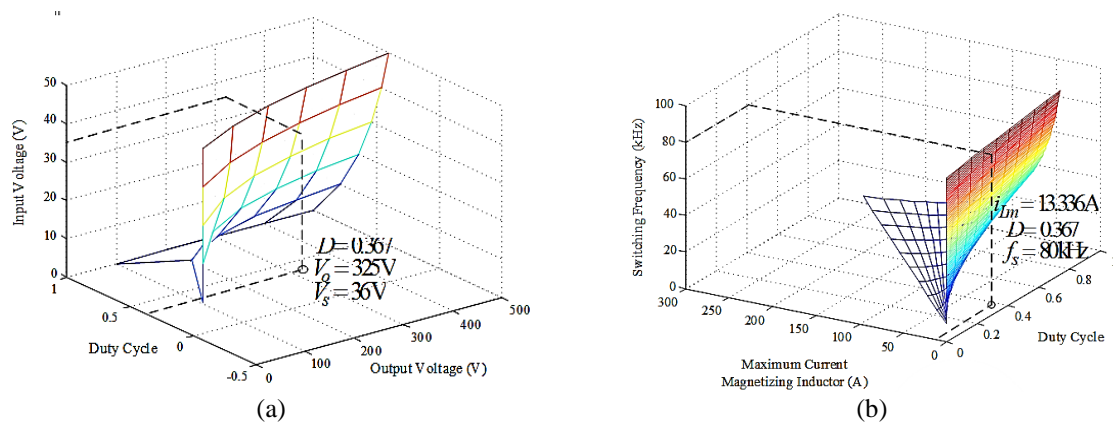 50
40
30
20
10
0
Input Voltage (V)
1
0.5
0
-0.5
Duty Cycle
0
100
200
300
400
500
Output Voltage (V)
D=0.367
Vo=325V
Vs=36V
(a)
100
80
60
40
20
0
Switching Frequency (kHz)
300
250
200
150
100
50
0
Maximum Current
Magnetizing Inductor (A)
0
0.2
0.4
0.6
0.8
Duty Cycle
iLm=13.336A
D=0.367
fs=80kHz
(b)